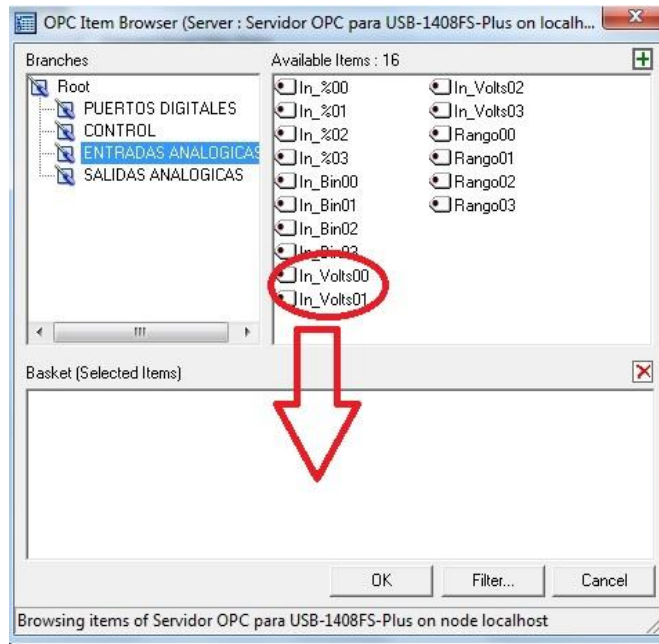 OPC Item Browser (Server : Servidor OPC para USB-1408FS-Plus on localh...
Branches
Available Items : 16
Root
PUERTOS DIGITALES
CONTROL
ENTRADAS ANALOGICAS
SALIDAS ANALOGICAS
In_%00
In_%01
In_%02
In_%03
In_Bin00
In_Bin01
In_Bin02
In_Bin03
In_Volts00
In_Volts01
In_Volts02
In_Volts03
Rango00
Rango01
Rango02
Rango03
Basket (Selected Items)
OK
Filter...
Cancel
Browsing items of Servidor OPC para USB-1408FS-Plus on node localhost